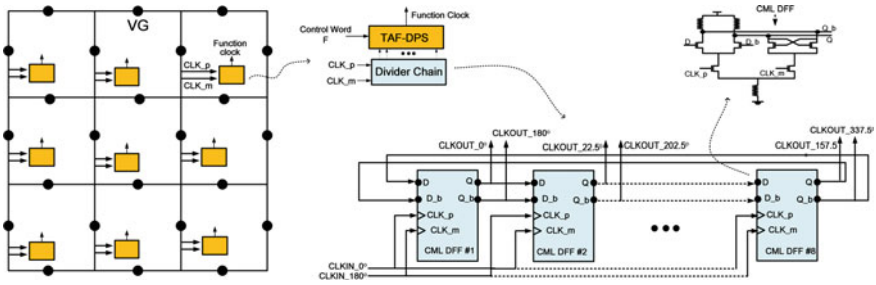 VG
Function
clock
CLK_p
CLK_m
Function Clock
Control Word
F
TAF-DPS
CLK_p
CLK_m
Divider Chain
CML DFF
Q_b
Q
D
D_b
CLK_p
CLK_m
CLKOUT_0°
CLKOUT_180°
CLKOUT_22.5°
CLKOUT_202.5°
CLKOUT_337.5°
CLKOUT_157.5
D
Q
D_b
Q_b
CLK_p
CLK_m
CML DFF #1
D
Q
D_b
Q_b
CLK_p
CLK_m
CML DFF #2
D
Q
D_b
Q_b
CLK_p
CLK_m
CML DFF #8
CLKIN_0°
CLKIN_180°